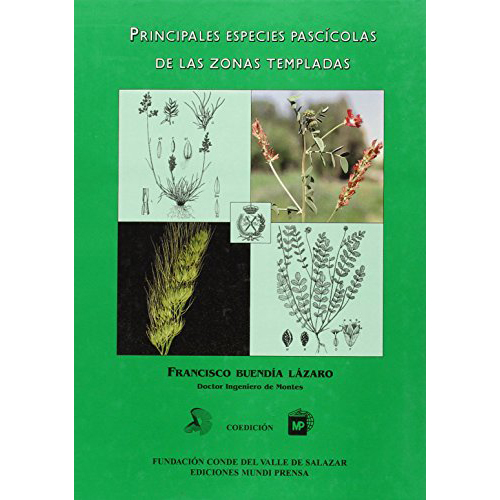 PRINCIPALES ESPECIES PASCÍCOLAS
DE LAS ZONAS TEMPLADAS
FRANCISCO BUENDÍA LÁZARO
Doctor Ingeniero de Montes
COEDICIÓN
MP
FUNDACIÓN CONDE DEL VALLE DE SALAZAR
EDICIONES MUNDI PRENSA